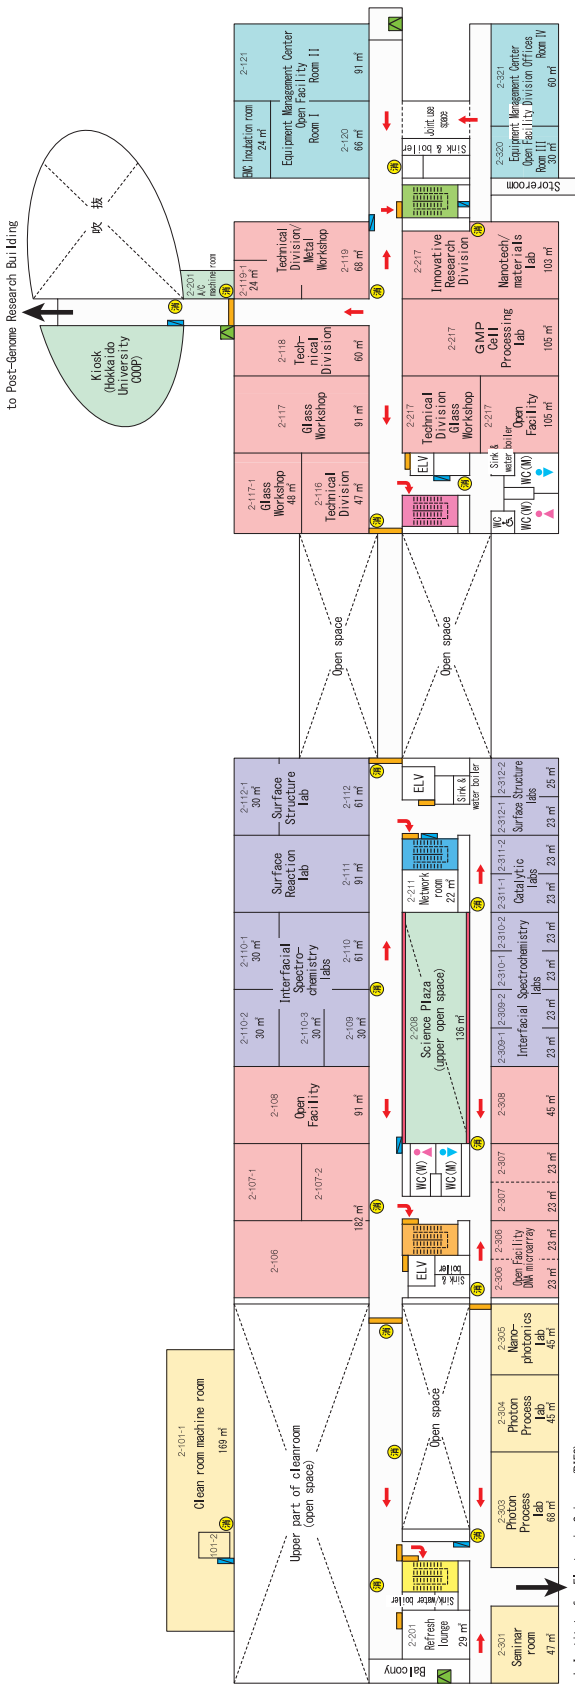 to Post-Genome Research Building
吹 抜
Kiosk
(Hokkaido
University
COOP)
2-201
A/C
machine room
消
2-121
Equipment Management Center
Open Facility
Room II
91 ㎡
Room I
2-120
66 ㎡
EMC Incubation room
24 ㎡
消
Joint use
space
Sink & boiler
2-321
Equipment Management Center
Open Facility Division Offices
Room IV
60 ㎡
2-320
Room III
30 ㎡
Storeroom
2-119-1
24 ㎡
消
Technical
Division/
Metal
Workshop
2-119
68 ㎡
消
2-118
Tech-
nical
Division
60 ㎡
2-117
Glass
Workshop
91 ㎡
2-117-1
Glass
Workshop
48 ㎡
2-116
Technical
Division
47 ㎡
消
消
2-217
Innovative
Research
Division
Nanotech/
materials
lab
103 ㎡
2-217
GMP
Cell
Processing
lab
105 ㎡
2-217
Technical
Division
Glass
Workshop
2-217
Open
Facility
105 ㎡
ELV
消
Sink &
water boiler
WC
WC(M)
WC(W)
Open space
Open space
2-112-1
30 ㎡
Surface
Structure
lab
2-112
61 ㎡
消
Surface
Reaction
lab
2-111
91 ㎡
2-110-1
30 ㎡
Interfacial
Spectro-
chemistry
labs
2-110
61 ㎡
消
2-110-2
30 ㎡
2-110-3
30 ㎡
2-109
30 ㎡
ELV
Sink &
water boiler
2-211
Network
room
22 ㎡
消
2-208
Science Plaza
(upper open space)
136 ㎡
2-312-2
25 ㎡
2-312-1
23 ㎡
Surface Structure
labs
2-311-2
23 ㎡
2-311-1
23 ㎡
Catalytic
labs
2-310-2
23 ㎡
2-310-1
23 ㎡
2-309-2
23 ㎡
2-309-1
23 ㎡
Interfacial Spectrochemistry
labs
2-108
Open
Facility
91 ㎡
2-107-1
2-107-2
182 ㎡
2-106
消
WC(W)
WC(M)
消
ELV
Sink &
boiler
消
2-308
45 ㎡
2-307
23 ㎡
2-307
23 ㎡
2-306
23 ㎡
2-306
23 ㎡
Open Facility
DNA microarray
2-101-1
Clean room machine room
169 ㎡
101-2
消
Upper part of cleanroom
(open space)
消
消
消
Open space
消
Sink/water boiler
2-201
Refresh
lounge
29 ㎡
Balcony
2-305
Nano-
photonics
lab
45 ㎡
2-304
Photon
Process
lab
45 ㎡
2-303
Photon
Process
lab
68 ㎡
2-301
Seminar
room
47 ㎡